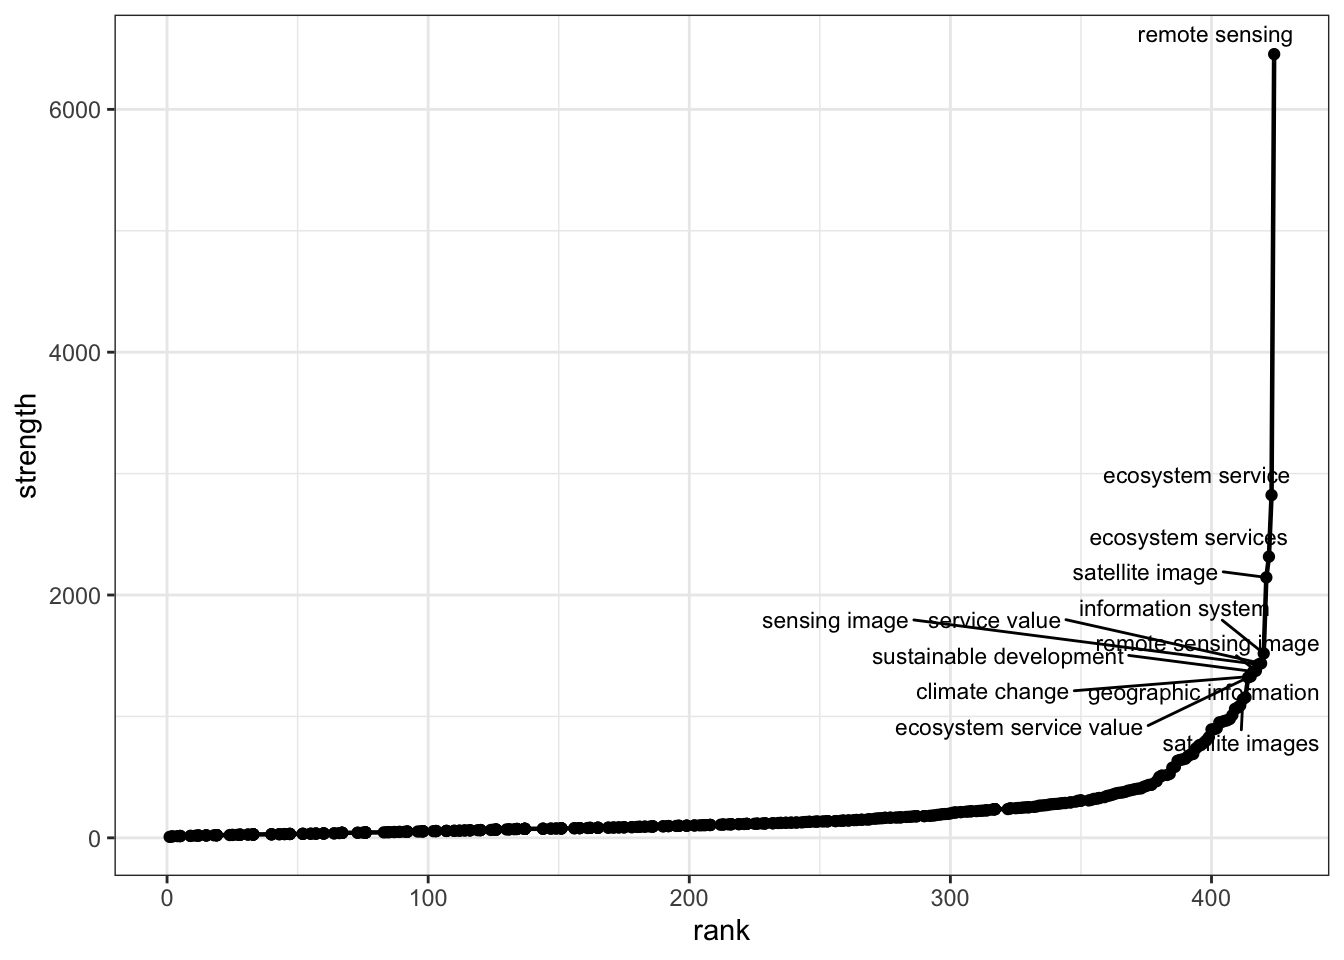 remote sensing
6000
4000
strength
ecosystem service
ecosystem services
satellite image
2000
information system
sensing image
service value
remote sensing image
sustainable development
climate change
geographic information
ecosystem service value
satellite images
0
0
100
200
300
400
rank